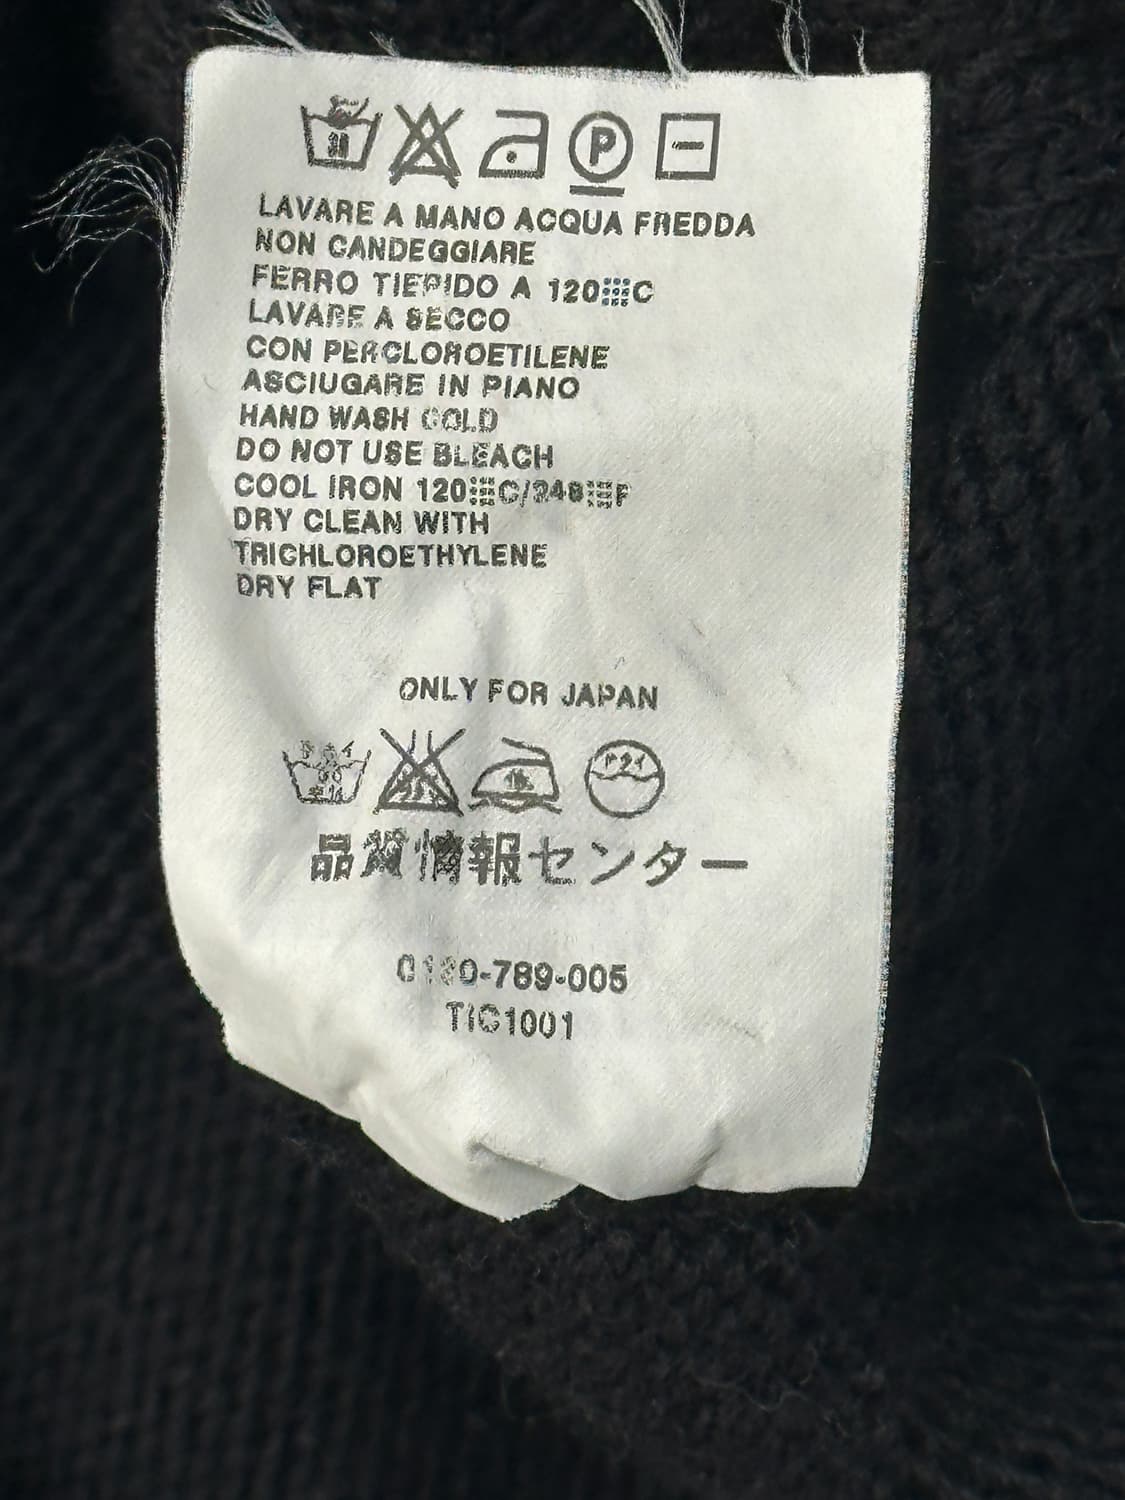 P
LAVARE A MANO ACQUA FREDDA
NON CANDEGGIARE
FERRO TIEPIDO A 120 C
LAVARE A SECCO
CON PERCLOROETILENE
ASCIUGARE IN PIANO
HAND WASH COLD
DO NOT USE BLEACH
COOL IRON 120 C/248 F
DRY CLEAN WITH
TRICHLOROETHYLENE
DRY FLAT
ONLY FOR JAPAN
品質情報センター
0120-789-005
TIC1001